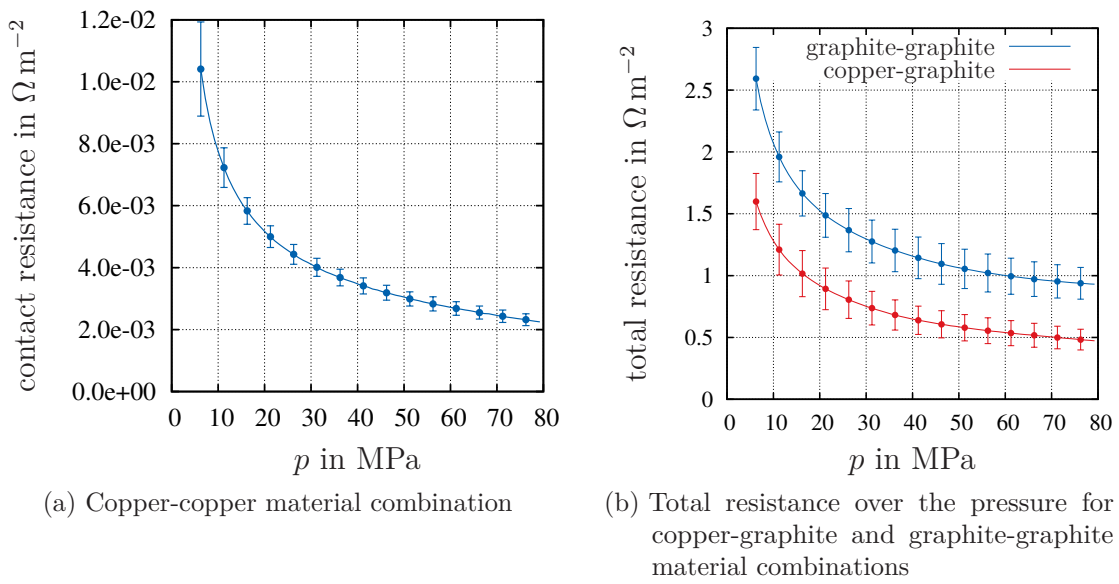 1.2e-02
1.0e-02
8.0e-03
6.0e-03
4.0e-03
2.0e-03
0.0e+00
contact resistance in Ω m−2
0 10 20 30 40 50 60 70 80
p in MPa
(a) Copper-copper material combination
3
2.5
2
1.5
1
0.5
0
total resistance in Ω m−2
graphite-graphite
copper-graphite
0 10 20 30 40 50 60 70 80
p in MPa
(b) Total resistance over the pressure for
copper-graphite and graphite-graphite
material combinations